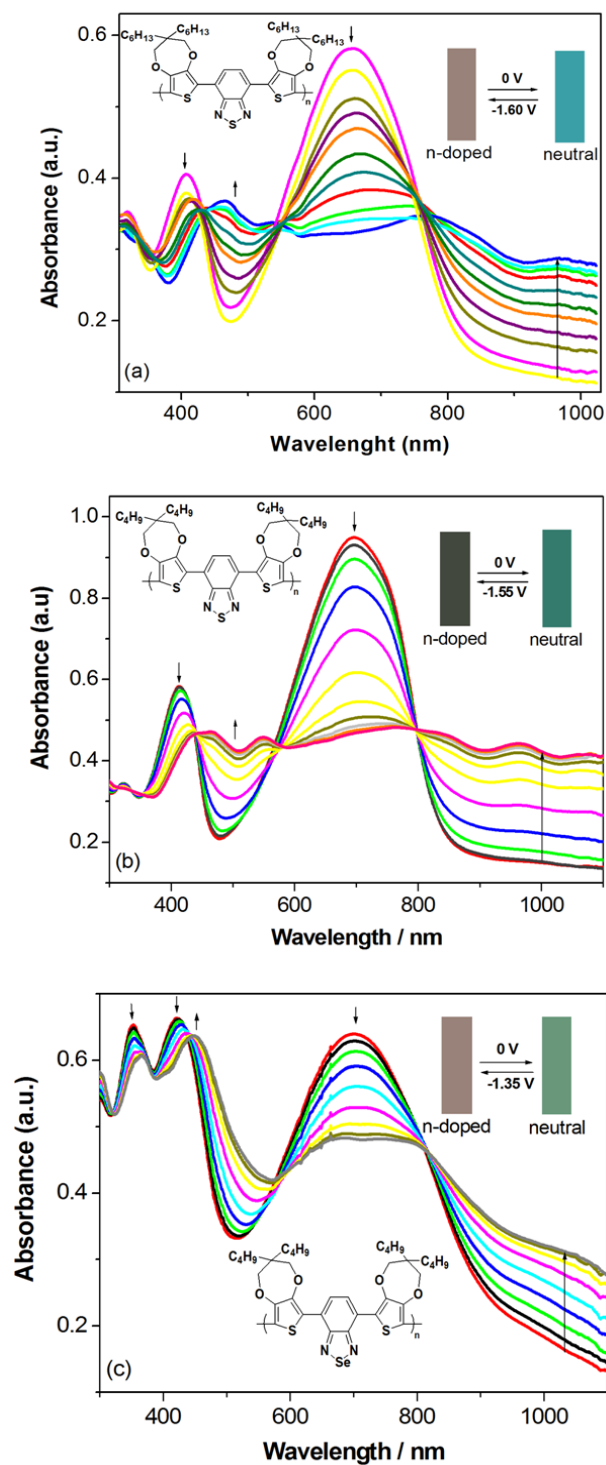 C6H13 C6H13
C6H13 C6H13
O O O O
S S
( )n
N S N
0 V
-1.60 V
n-doped neutral
0.6
0.4
0.2
Absorbance (a.u.)
(a)
400 600 800 1000
Wavelenght (nm)
C4H9 C4H9
C4H9 C4H9
O O O O
S S
( )n
N S N
0 V
-1.55 V
n-doped neutral
1.0
0.8
0.6
0.4
0.2
Absorbance (a.u)
(b)
400 600 800 1000
Wavelength / nm
0 V
-1.35 V
n-doped neutral
0.6
0.4
0.2
Absorbance (a.u.)
C4H9 C4H9
C4H9 C4H9
O O O O
S S
( )n
N Se N
(c)
400 600 800 1000
Wavelength / nm